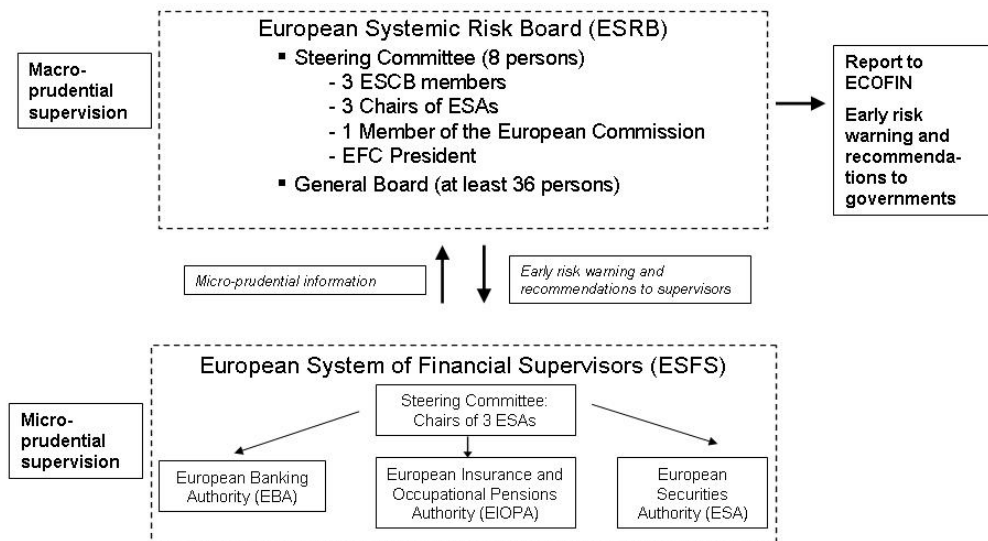 European Systemic Risk Board (ESRB)
▪ Steering Committee (8 persons)
- 3 ESCB members
- 3 Chairs of ESAs
- 1 Member of the European Commission
- EFC President
▪ General Board (at least 36 persons)
Macro-
prudential
supervision
Report to
ECOFIN
Early risk
warning and
recommenda-
tions to
governments
Micro-prudential information
Early risk warning and
recommendations to supervisors
European System of Financial Supervisors (ESFS)
Micro-
prudential
supervision
Steering Committee:
Chairs of 3 ESAs
European Banking
Authority (EBA)
European Insurance and
Occupational Pensions
Authority (EIOPA)
European
Securities
Authority (ESA)